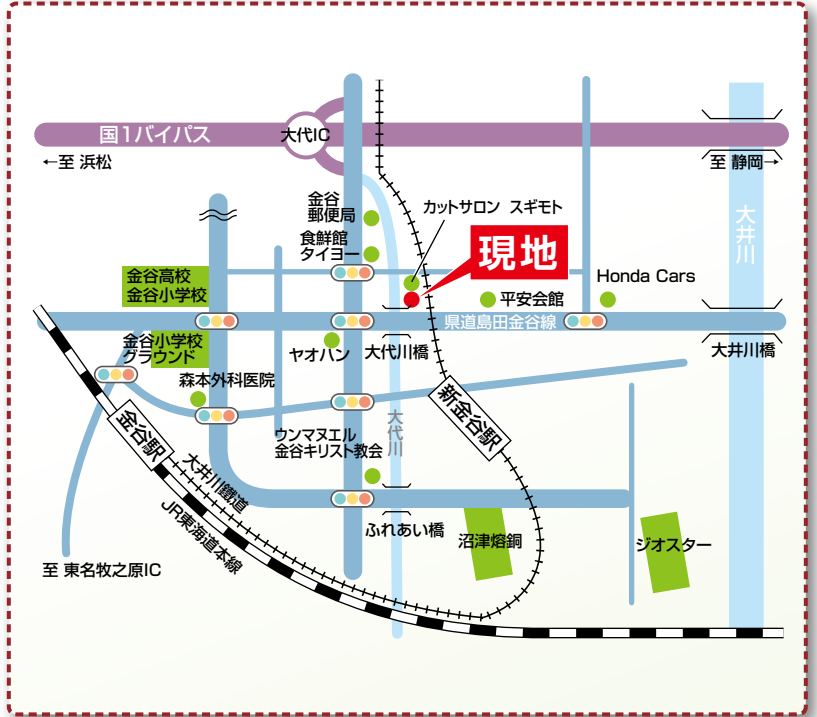 国1バイパス
大代IC
←至 浜松
至 静岡→
金谷
郵便局
カットサロン スギモト
食鮮館
タイヨー
現地
大井川
金谷高校
金谷小学校
Honda Cars
平安会館
県道島田金谷線
金谷小学校
グラウンド
ヤオハン
大代川橋
大井川橋
森本外科医院
新金谷駅
大代川
金谷駅
ウンマヌエル
金谷キリスト教会
大井川鐵道
JR東海道本線
ふれあい橋
沼津熔銅
ジオスター
至 東名牧之原IC